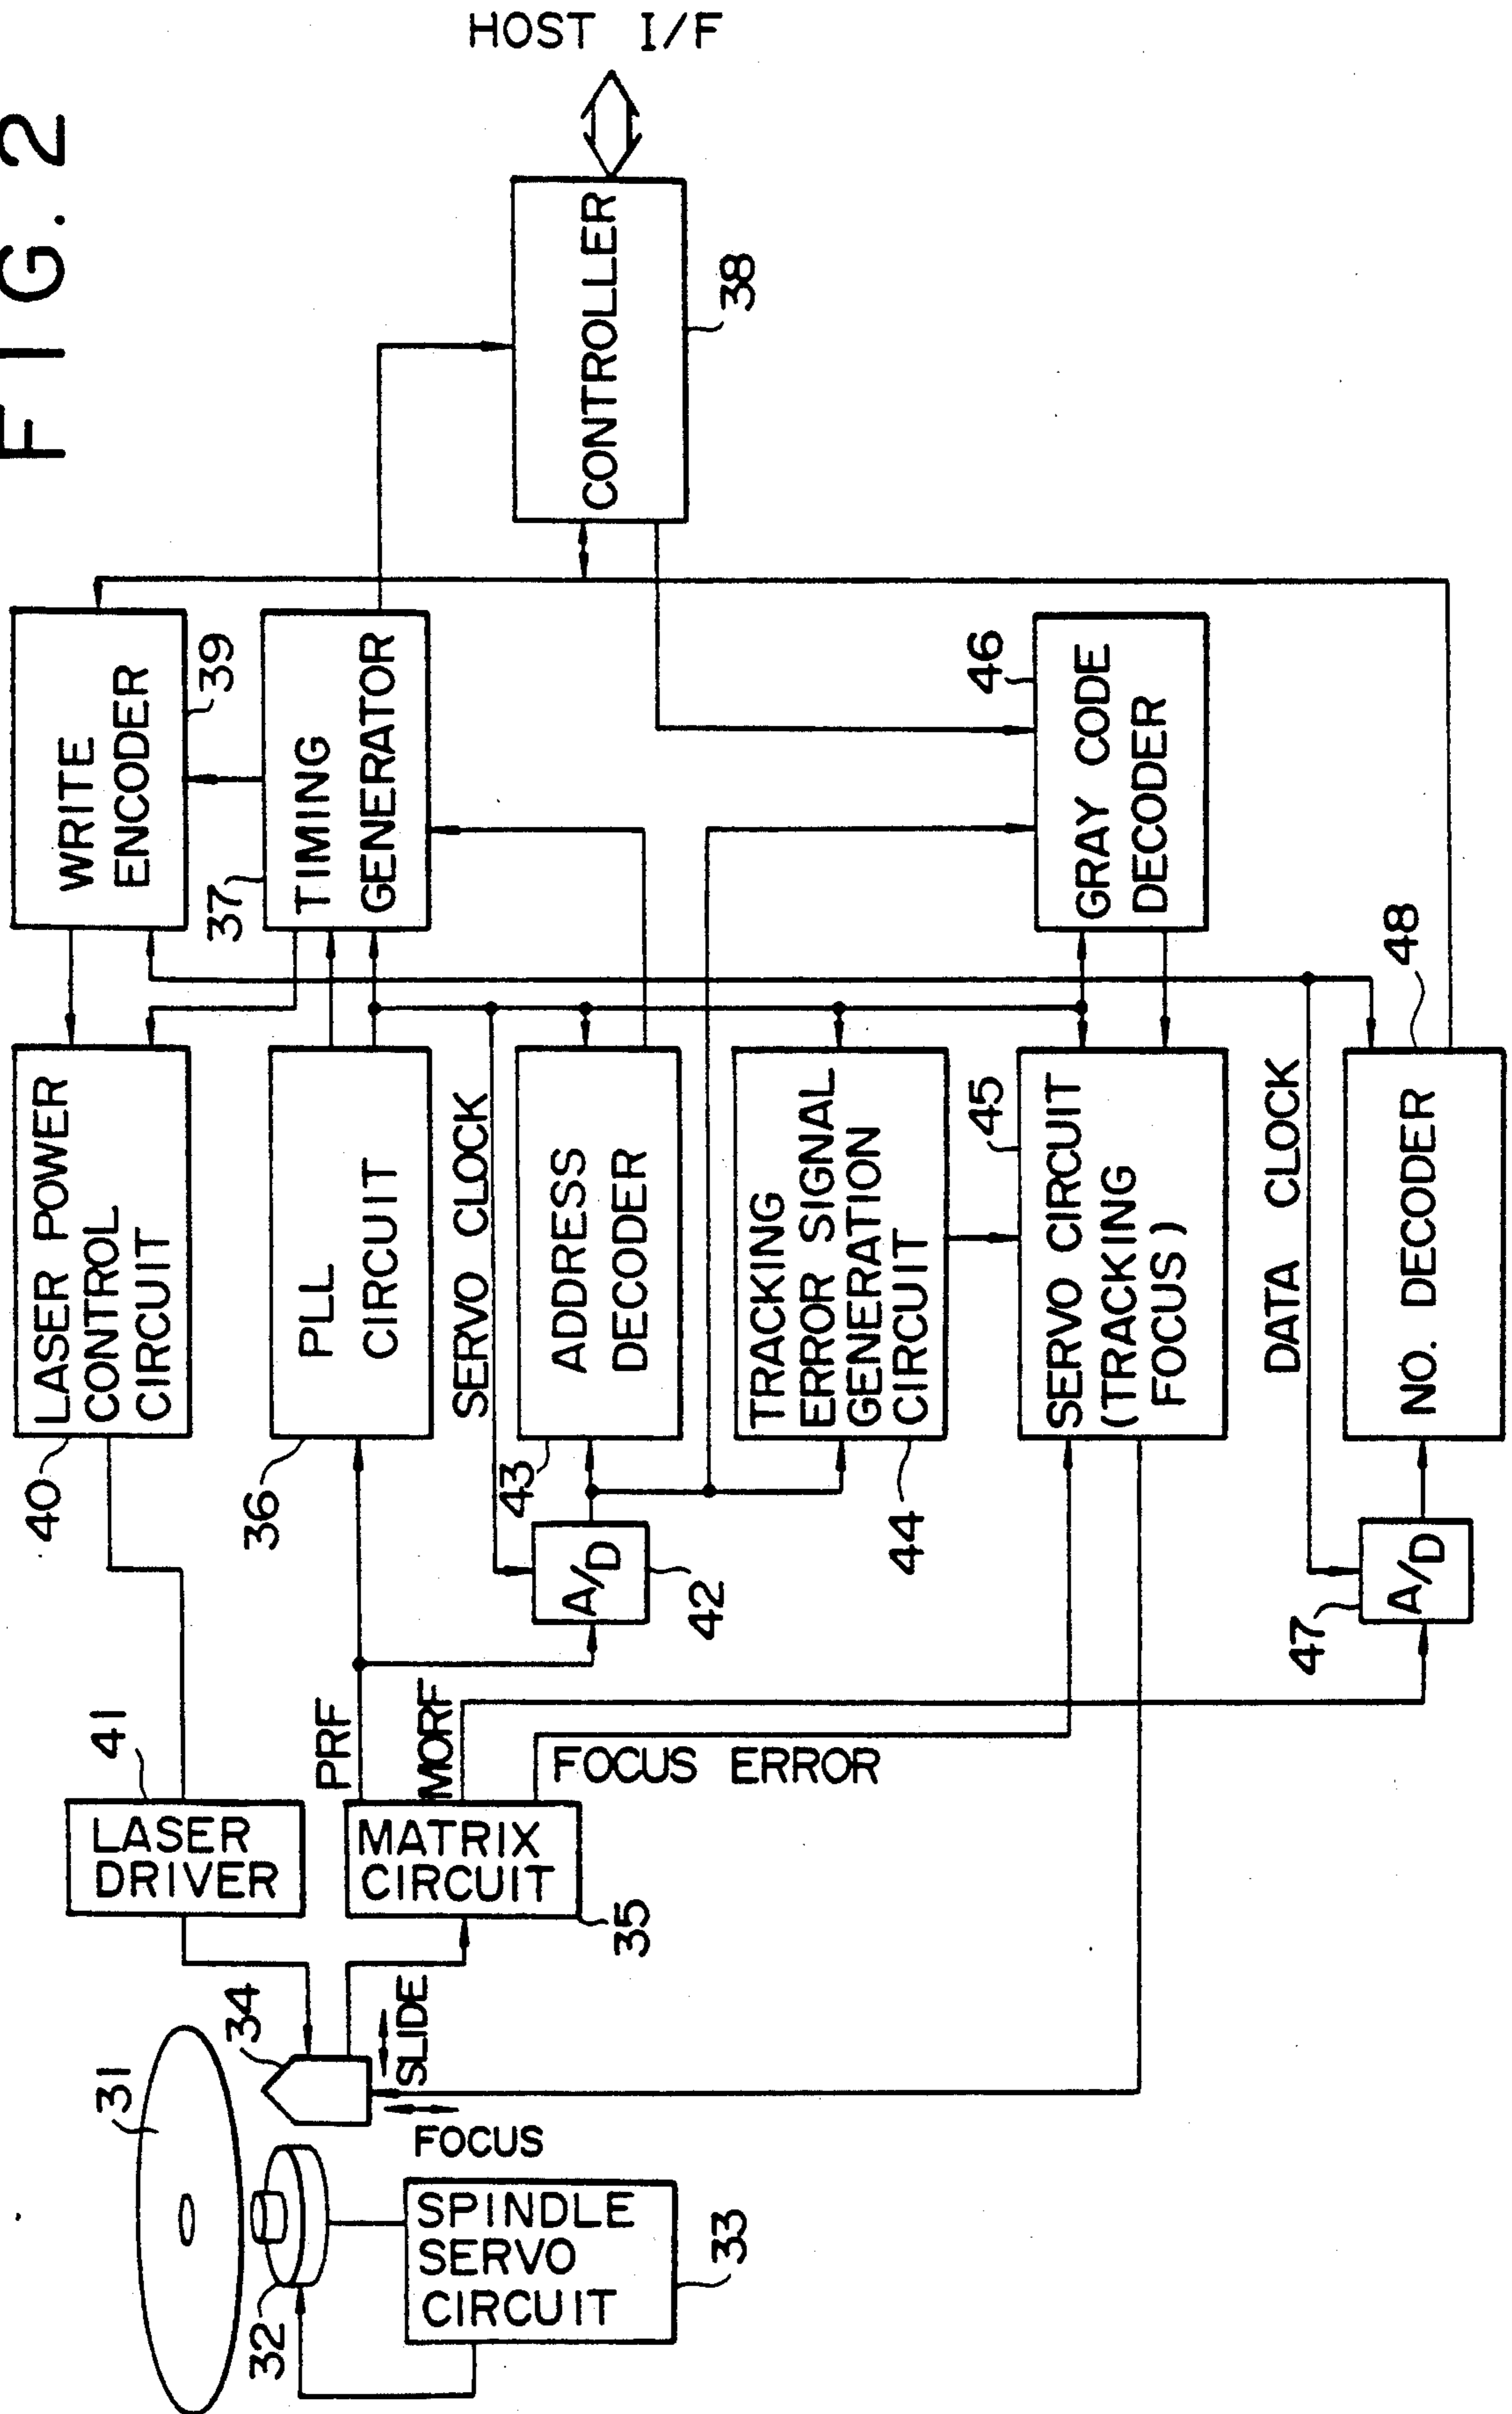 FIG. 2
31
32
SPINDLE
SERVO
CIRCUIT
33
34
FOCUS
SLIDE
LASER
DRIVER
41
MATRIX
CIRCUIT
35
PRF
MORF
FOCUS ERROR
LASER POWER
CONTROL
CIRCUIT
40
PLL
CIRCUIT
36
SERVO CLOCK
A/D
42
ADDRESS
DECODER
43
TRACKING
ERROR SIGNAL
GENERATION
CIRCUIT
44
SERVO CIRCUIT
(TRACKING
FOCUS)
45
DATA CLOCK
A/D
47
NO. DECODER
48
WRITE
ENCODER
39
TIMING
GENERATOR
37
GRAY CODE
DECODER
46
CONTROLLER
38
HOST I/F